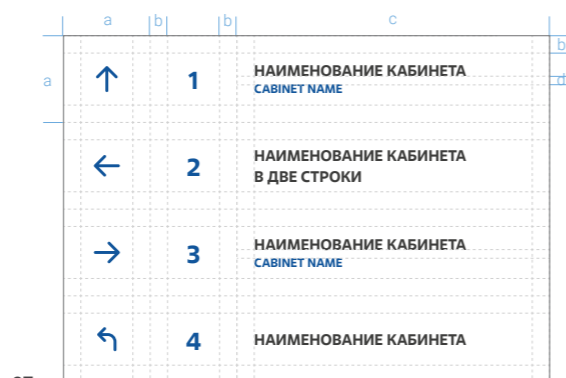 a b b c
b
a d
1 НАИМЕНОВАНИЕ КАБИНЕТА
CABINET NAME
2 НАИМЕНОВАНИЕ КАБИНЕТА
В ДВЕ СТРОКИ
3 НАИМЕНОВАНИЕ КАБИНЕТА
CABINET NAME
4 НАИМЕНОВАНИЕ КАБИНЕТА